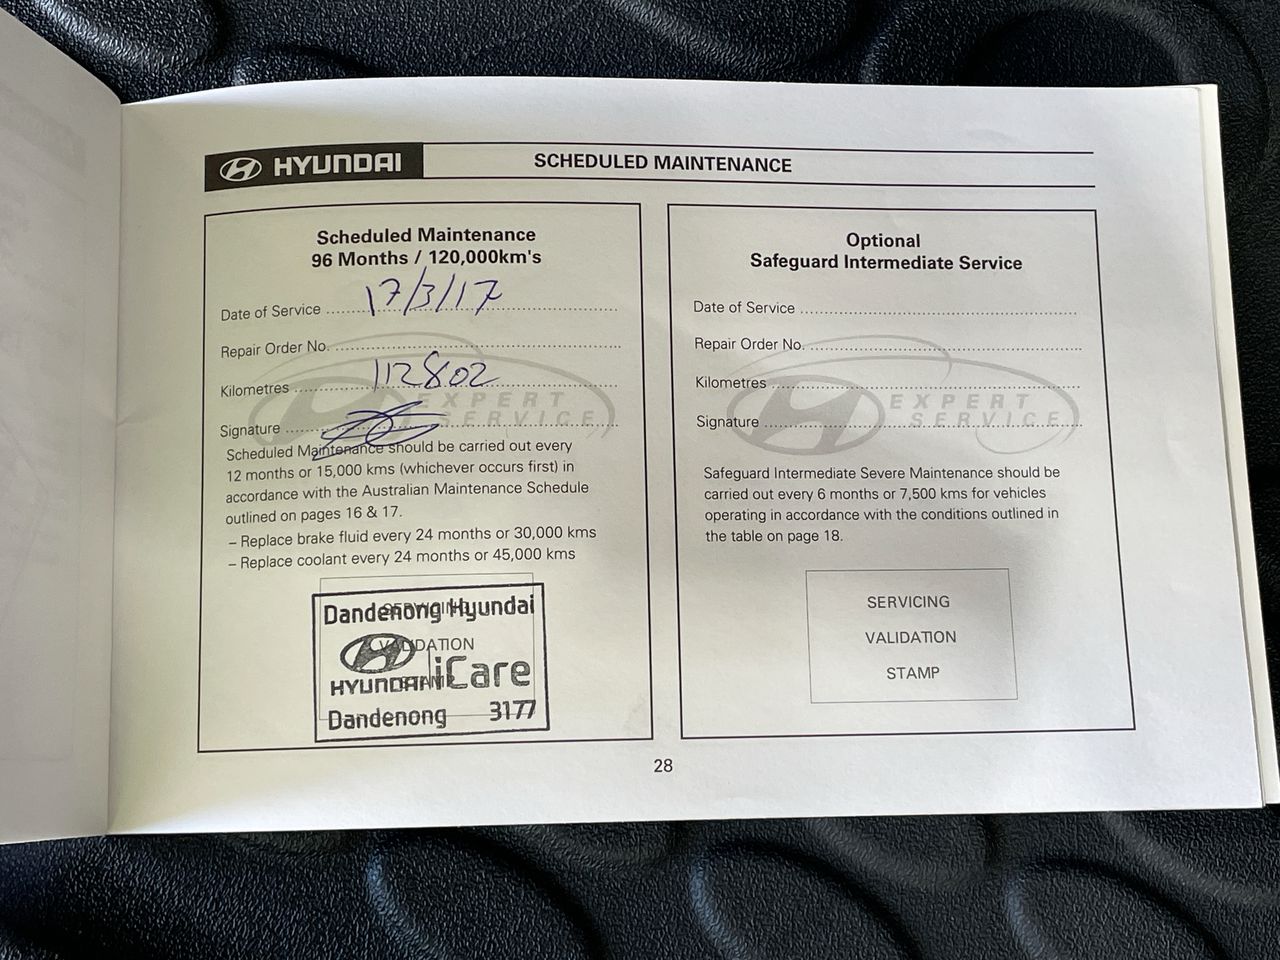 HYUNDAI
SCHEDULED MAINTENANCE
Scheduled Maintenance
96 Months / 120,000km's
Date of Service 17/3/17
Repair Order No.
Kilometres 112802
Signature
EXPERT
SERVICE
Scheduled Maintenance should be carried out every
12 months or 15,000 kms (whichever occurs first) in
accordance with the Australian Maintenance Schedule
outlined on pages 16 & 17.
– Replace brake fluid every 24 months or 30,000 kms
– Replace coolant every 24 months or 45,000 kms
SERVICING
VALIDATION
STAMP
Dandenong Hyundai
HYUNDAI iCare
Dandenong 3177
Optional
Safeguard Intermediate Service
Date of Service
Repair Order No.
Kilometres
Signature
EXPERT
SERVICE
Safeguard Intermediate Severe Maintenance should be
carried out every 6 months or 7,500 kms for vehicles
operating in accordance with the conditions outlined in
the table on page 18.
SERVICING
VALIDATION
STAMP
28